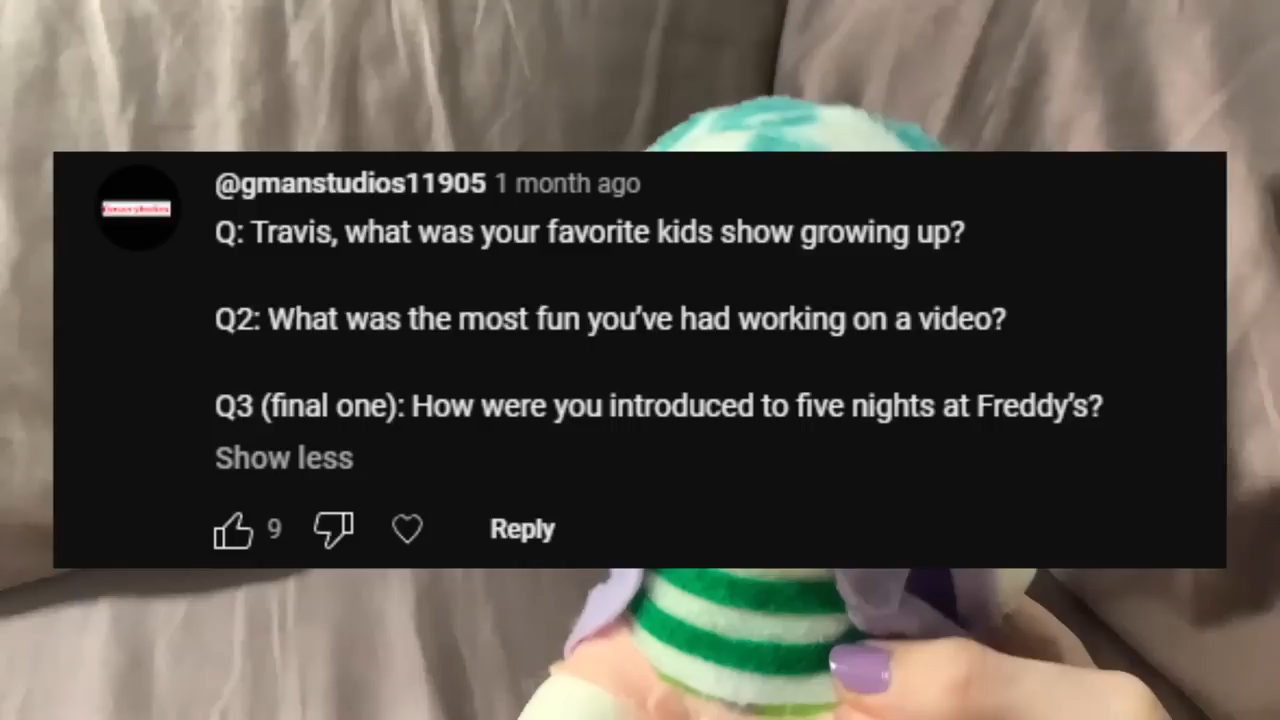 @gmanstudios11905 1 month ago
Q: Travis, what was your favorite kids show growing up?
Q2: What was the most fun you've had working on a video?
Q3 (final one): How were you introduced to five nights at Freddy's?
Show less
9
Reply